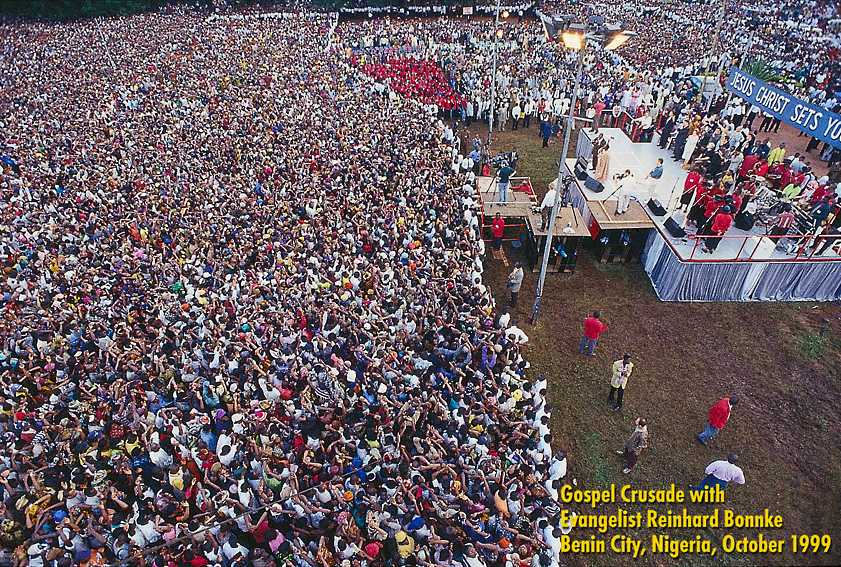 JESUS CHRIST SETS YO
Gospel Crusade with
Evangelist Reinhard Bonnke
Benin City, Nigeria, October 1999